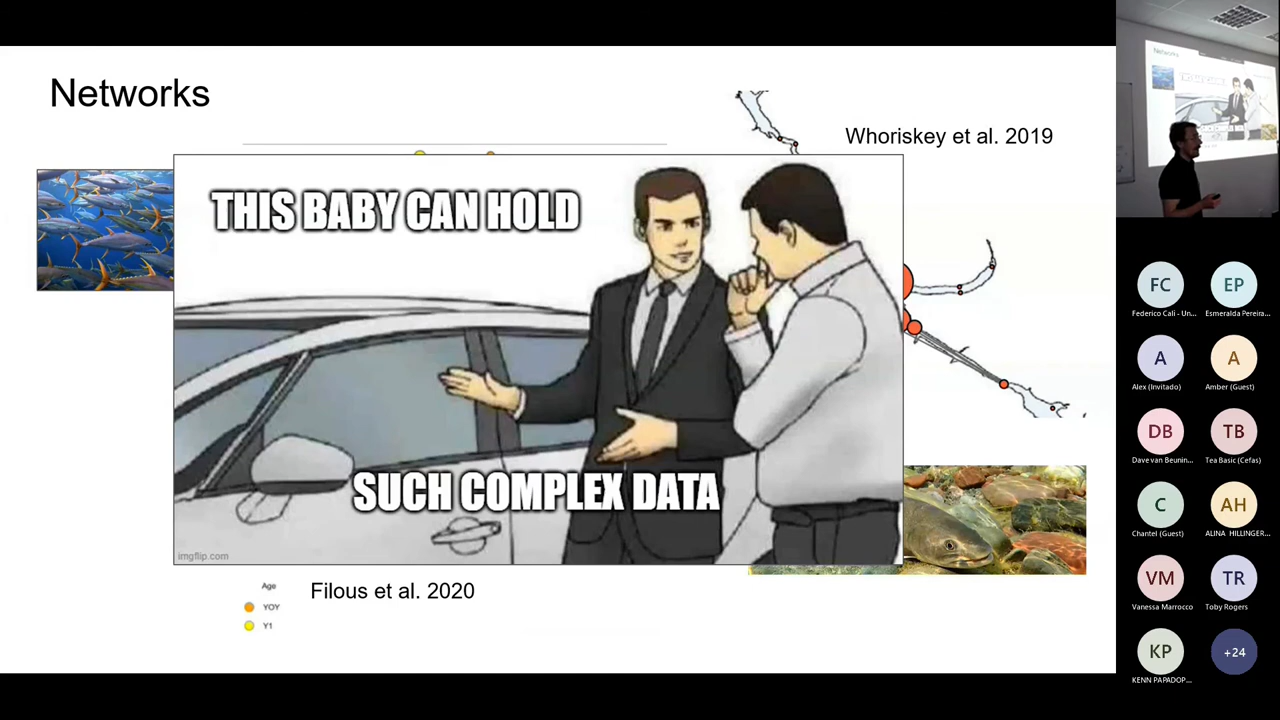 Networks
Whoriskey et al. 2019
THIS BABY CAN HOLD
SUCH COMPLEX DATA
imgflip.com
Age
YOY
Y1
Filous et al. 2020
FC
Federico Cali - Un...
EP
Esmeralda Pereira...
A
Alex (Invitado)
A
Amber (Guest)
DB
Dave van Beunin...
TB
Tea Basic (Cefas)
C
Chantel (Guest)
AH
ALINA HILLINGER...
VM
Vanessa Marrocco
TR
Toby Rogers
KP
KENN PAPADOP...
+24